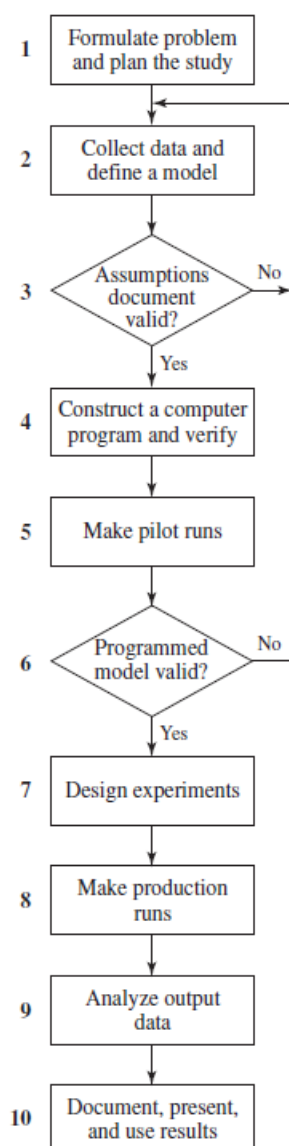 1
Formulate problem
and plan the study
2
Collect data and
define a model
3
Assumptions
document
valid?
No
Yes
4
Construct a computer
program and verify
5
Make pilot runs
6
Programmed
model valid?
No
Yes
7
Design experiments
8
Make production
runs
9
Analyze output
data
10
Document, present,
and use results